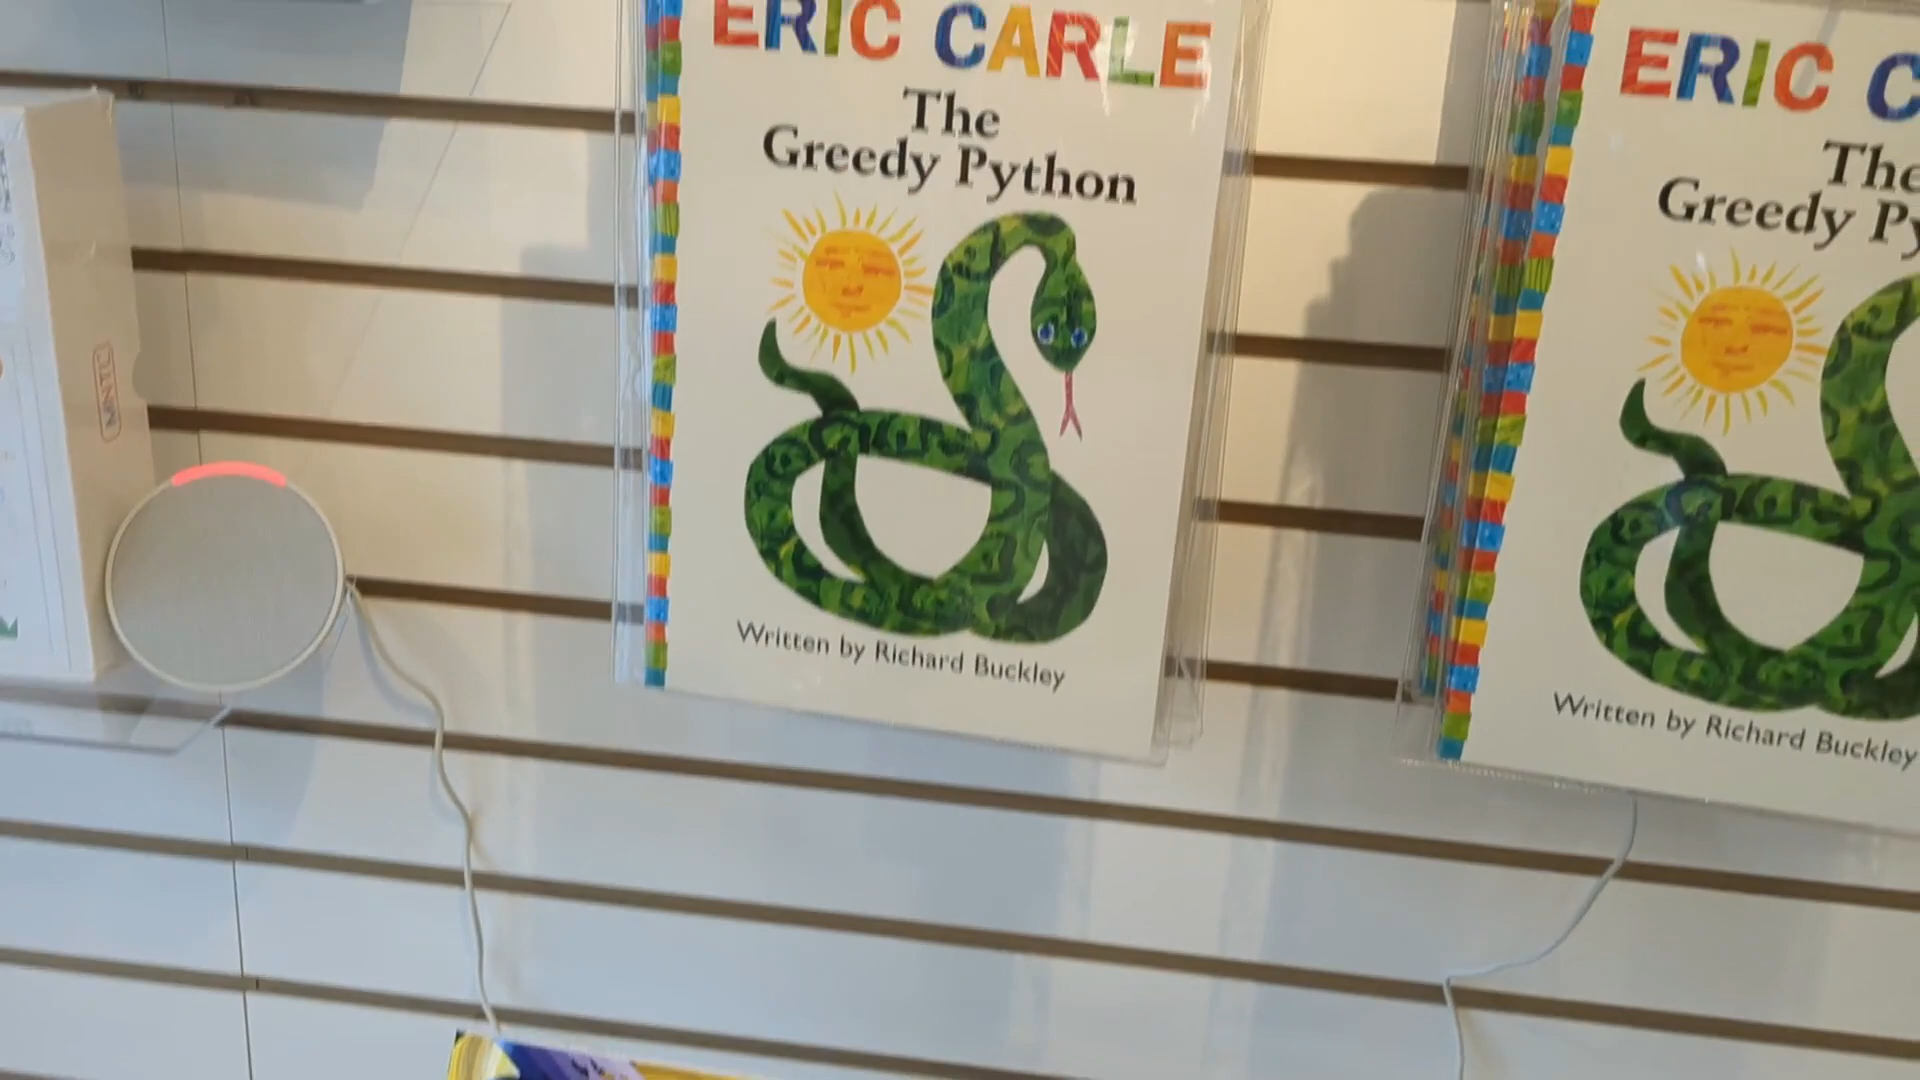 ERIC CARLE
The
Greedy Python
Written by Richard Buckley
ERIC C
The
Greedy Py
Written by Richard Buckley